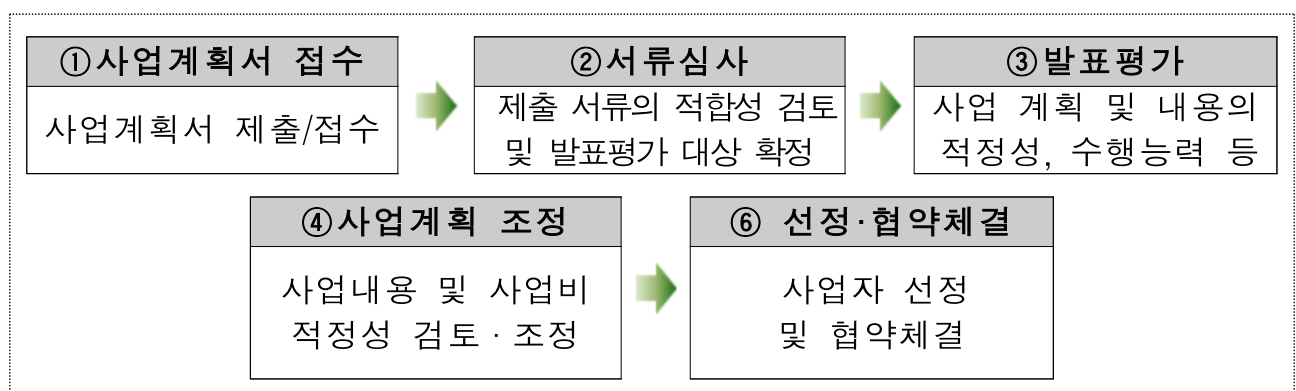 ①사업계획서 접수
사업계획서 제출/접수
②서류심사
제출 서류의 적합성 검토
및 발표평가 대상 확정
③발표평가
사업 계획 및 내용의
적정성, 수행능력 등
④사업계획 조정
사업내용 및 사업비
적정성 검토·조정
⑥ 선정·협약체결
사업자 선정
및 협약체결